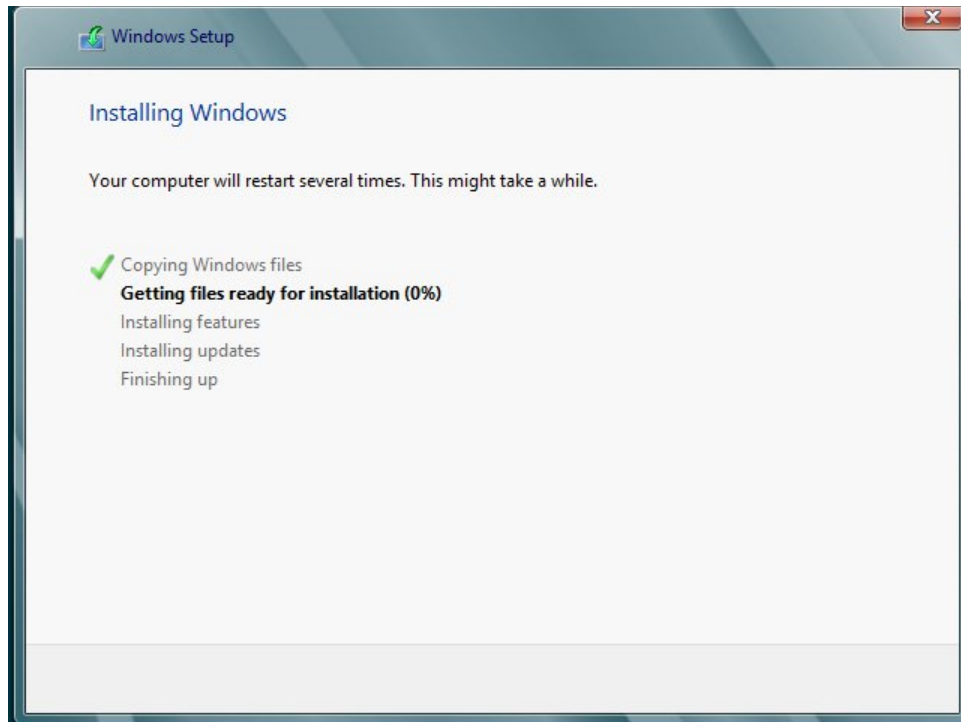 Windows Setup
Installing Windows
Your computer will restart several times. This might take a while.
Copying Windows files
Getting files ready for installation (0%)
Installing features
Installing updates
Finishing up